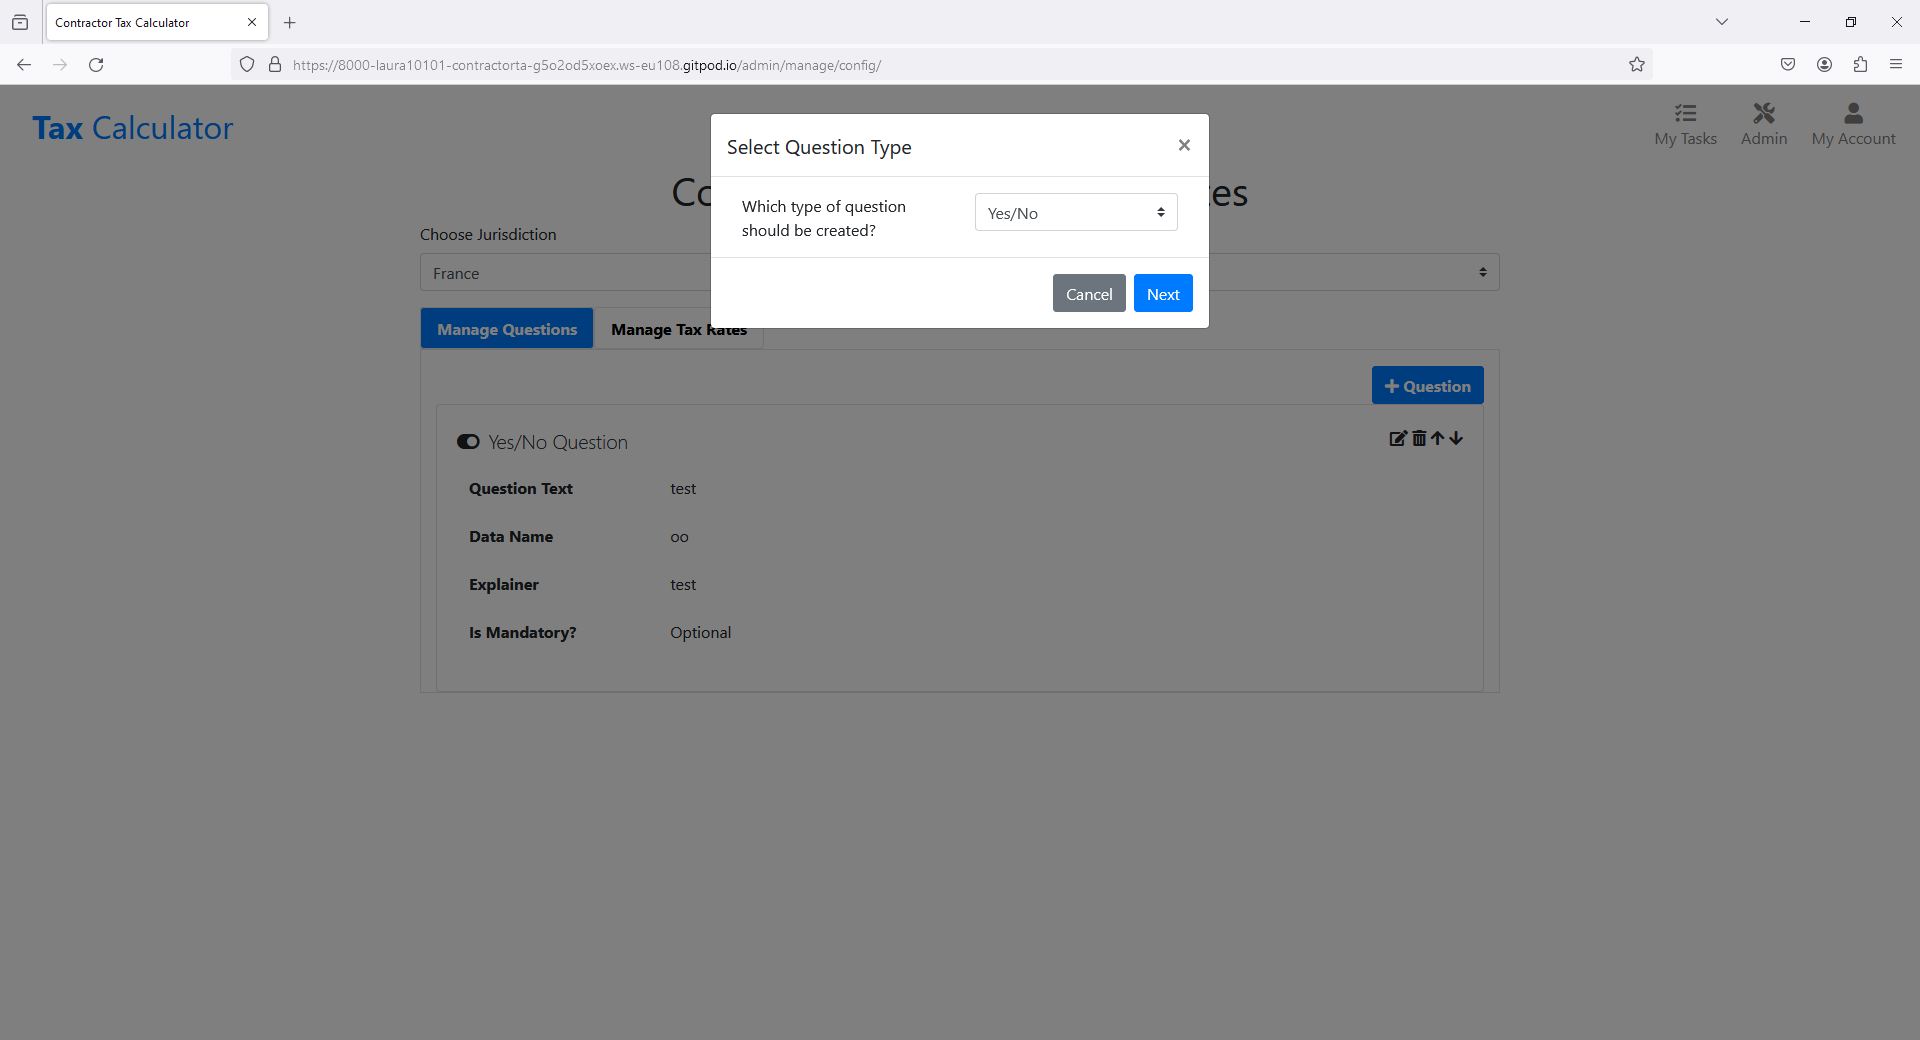 Contractor Tax Calculator
https://8000-laura10101-contractorta-g5o2od5xoex.ws-eu108.gitpod.io/admin/manage/config/
Tax Calculator
My Tasks
Admin
My Account
Select Question Type
Which type of question
should be created?
Yes/No
Cancel
Next
Choose Jurisdiction
France
Manage Questions
Manage Tax Rates
Question
Yes/No Question
Question Text
test
Data Name
oo
Explainer
test
Is Mandatory?
Optional